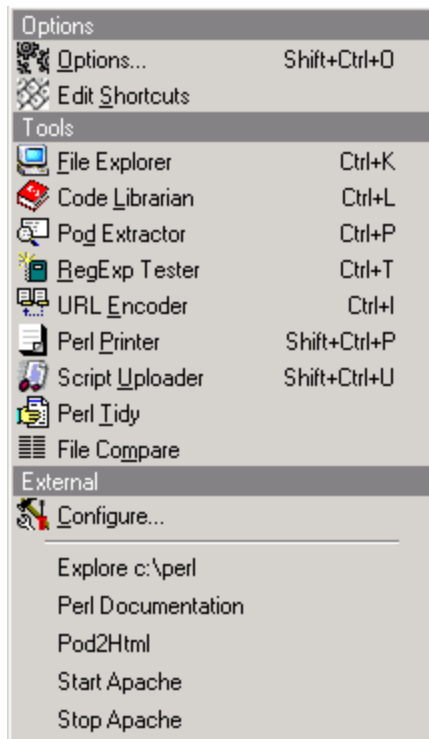 Options
Options... Shift+Ctrl+O
Edit Shortcuts
Tools
File Explorer Ctrl+K
Code Librarian Ctrl+L
Pod Extractor Ctrl+P
RegExp Tester Ctrl+T
URL Encoder Ctrl+I
Perl Printer Shift+Ctrl+P
Script Uploader Shift+Ctrl+U
Perl Tidy
File Compare
External
Configure...
Explore c:\perl
Perl Documentation
Pod2Html
Start Apache
Stop Apache